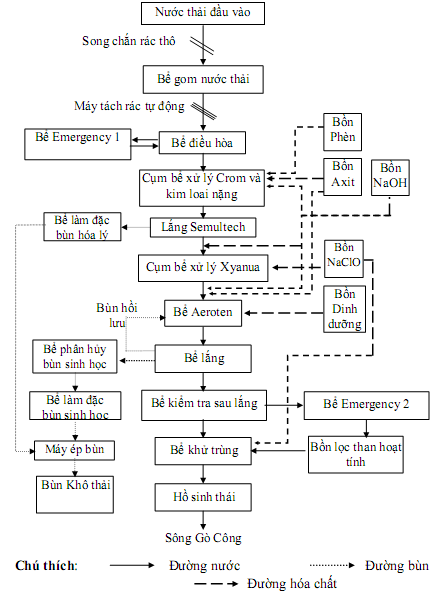 Nước thải đầu vào
Song chắn rác thô
Bể gom nước thải
Máy tách rác tự động
Bể Emergency 1
Bể điều hòa
Bồn
Phèn
Cụm bể xử lý Crom và
kim loai nặng
Bồn
Axit
Bồn
NaOH
Bể làm đặc
bùn hóa lý
Lắng Semultech
Cụm bể xử lý Xyanua
Bồn
NaClO
Bùn hồi
lưu
Bể Aeroten
Bồn
Dinh
dưỡng
Bể phân hủy
bùn sinh học
Bể lắng
Bể làm đặc
bùn sinh học
Bể kiểm tra sau lắng
Bể Emergency 2
Máy ép bùn
Bể khử trùng
Bồn lọc than hoạt
tính
Bùn Khô thải
Hồ sinh thái
Sông Gò Công
Chú thích:
Đường nước
Đường bùn
Đường hóa chất